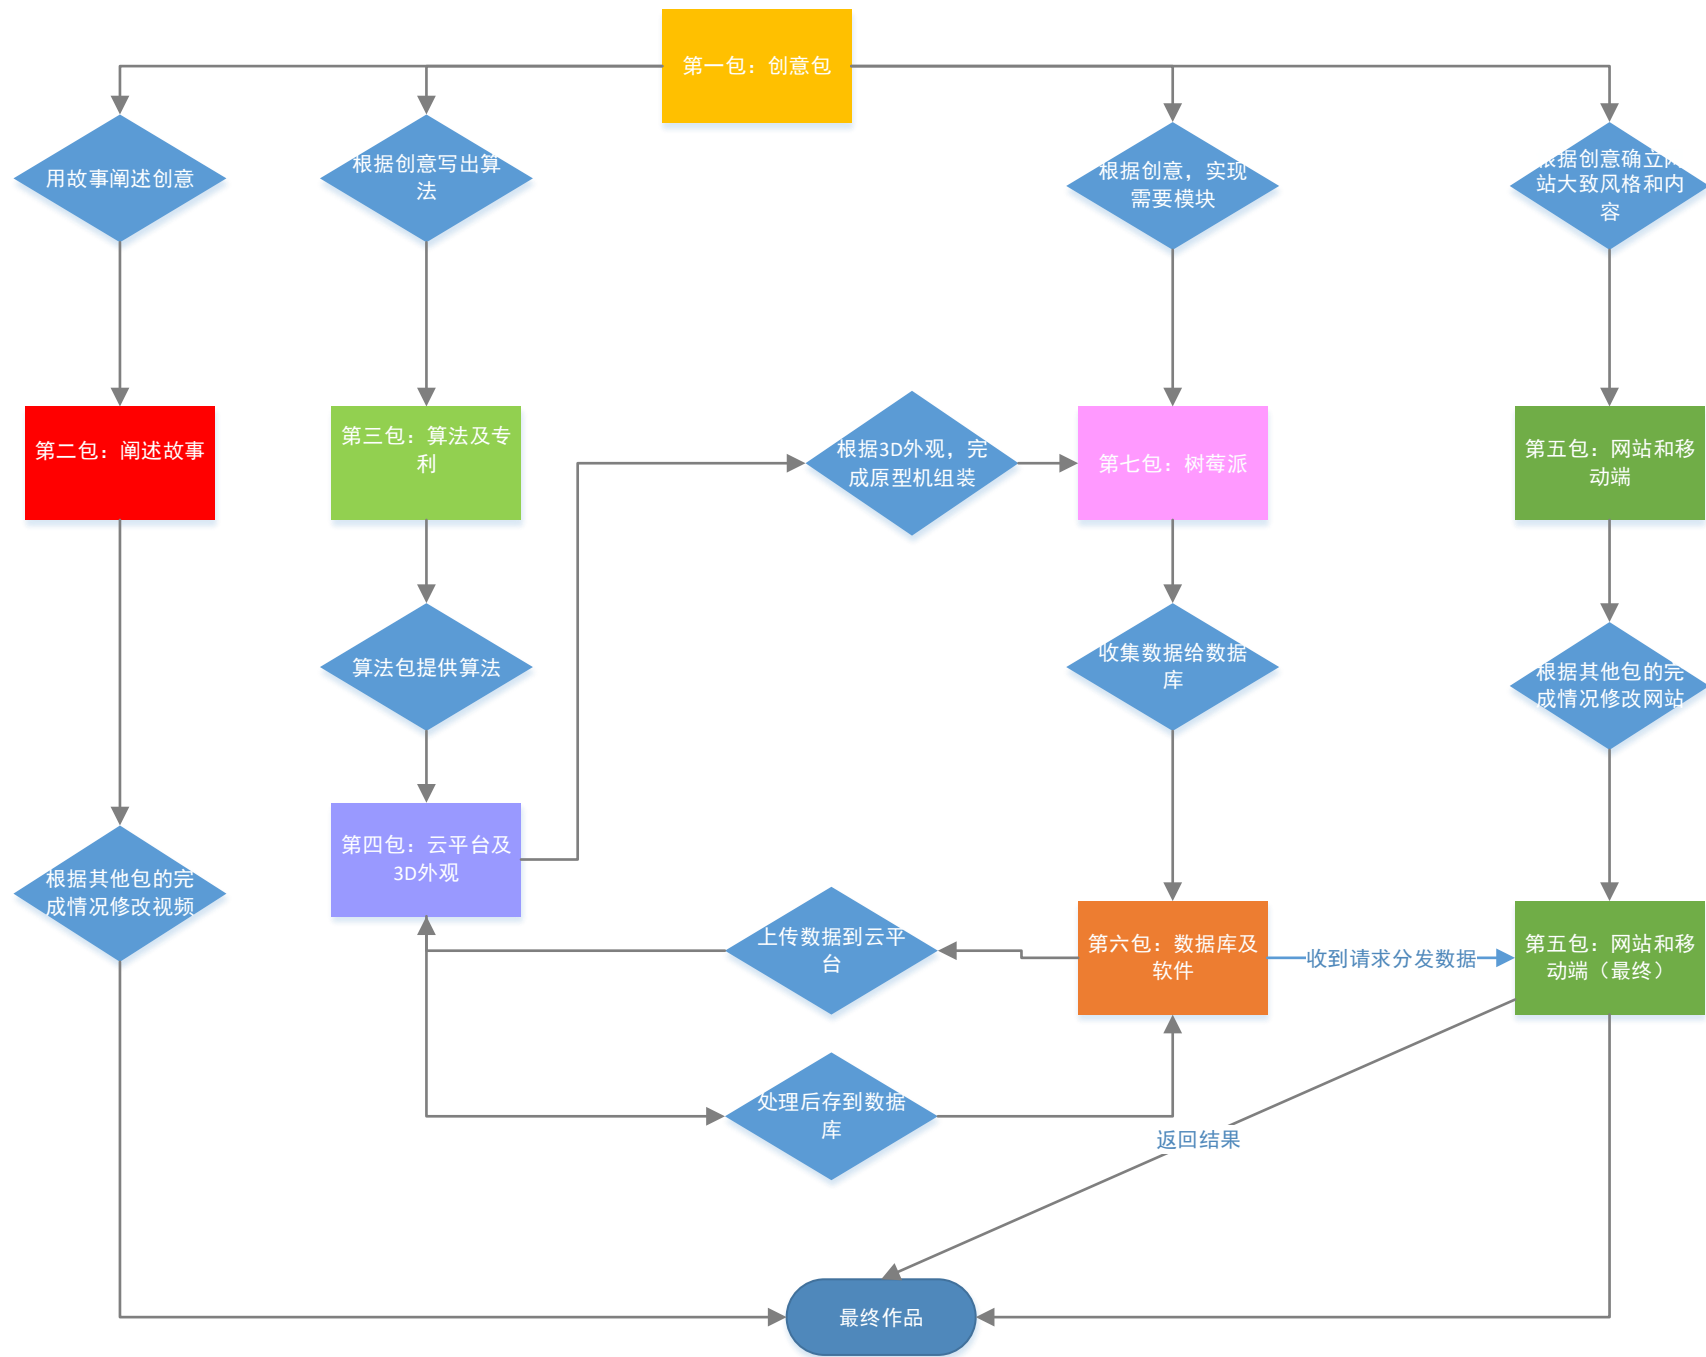 第一包：创意包
用故事阐述创意
根据创意写出算
法
根据创意，实现
需要模块
根据创意确立网
站大致风格和内
容
第二包：阐述故事
第三包：算法及专
利
根据3D外观，完
成原型机组装
第七包：树莓派
第五包：网站和移
动端
算法包提供算法
收集数据给数据
库
根据其他包的完
成情况修改网站
第四包：云平台及
3D外观
根据其他包的完
成情况修改视频
上传数据到云平
台
第六包：数据库及
软件
收到请求分发数据
第五包：网站和移
动端（最终）
处理后存到数据
库
返回结果
最终作品